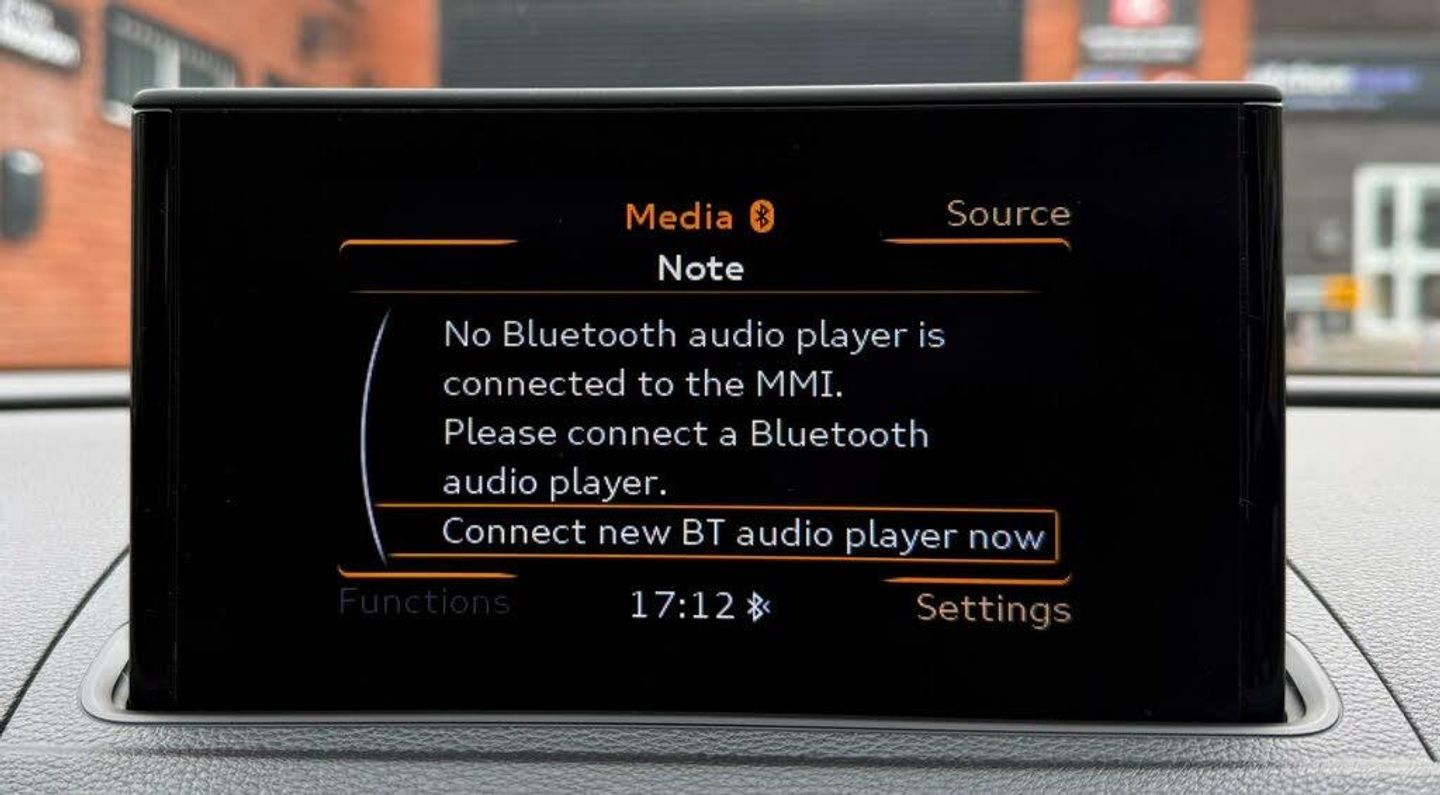 Media
Source
Note
No Bluetooth audio player is
connected to the MMI.
Please connect a Bluetooth
audio player.
Connect new BT audio player now
Functions
17:12
Settings